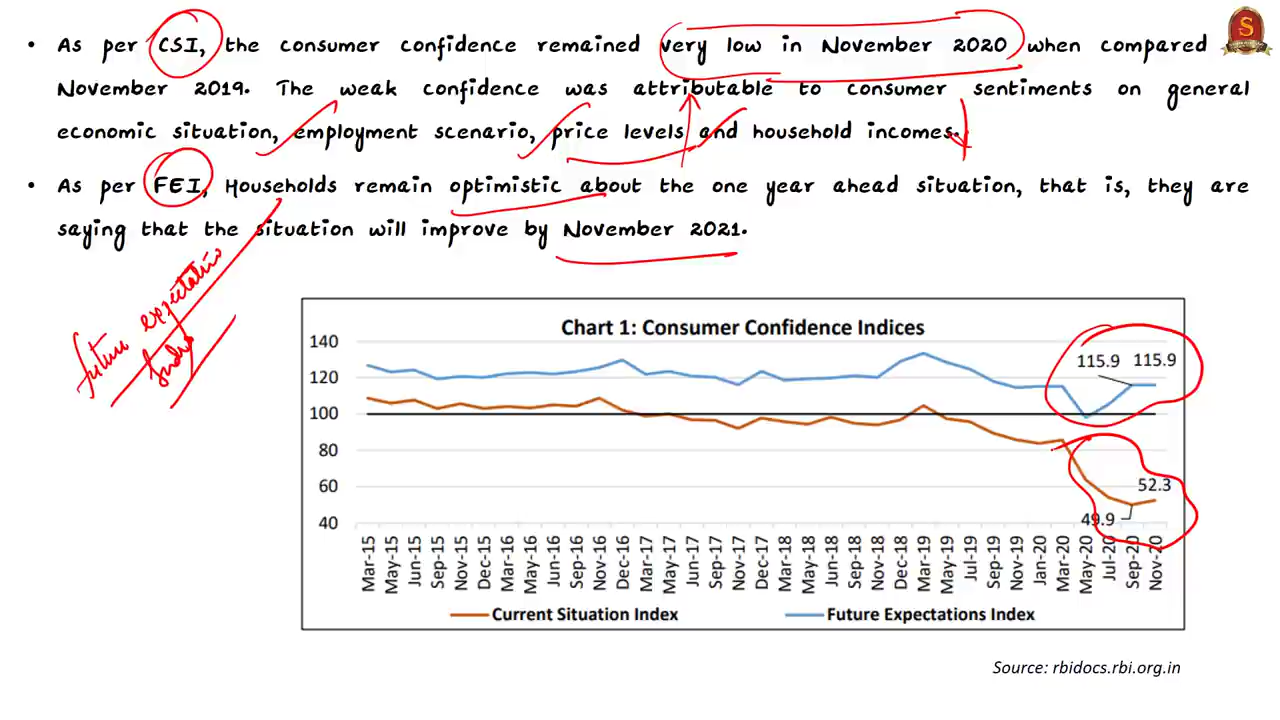 • As per CSI, the consumer confidence remained very low in November 2020 when compared
November 2019. The weak confidence was attributable to consumer sentiments on general
economic situation, employment scenario, price levels and household incomes.
• As per FEI, Households remain optimistic about the one year ahead situation, that is, they are
saying that the situation will improve by November 2021.
future expectation
Index
S
Chart 1: Consumer Confidence Indices
140
120
100
80
60
40
115.9 115.9
52.3
49.9
Mar-15 May-15 Jun-15 Sep-15 Nov-15 Dec-15 Mar-16 May-16 Jun-16 Sep-16 Nov-16 Dec-16 Mar-17 May-17 Jun-17 Sep-17 Nov-17 Dec-17 Mar-18 May-18 Jun-18 Sep-18 Nov-18 Dec-18 Mar-19 May-19 Jul-19 Sep-19 Nov-19 Jan-20 Mar-20 May-20 Jul-20 Sep-20 Nov-20
Current Situation Index Future Expectations Index
Source: rbidocs.rbi.org.in